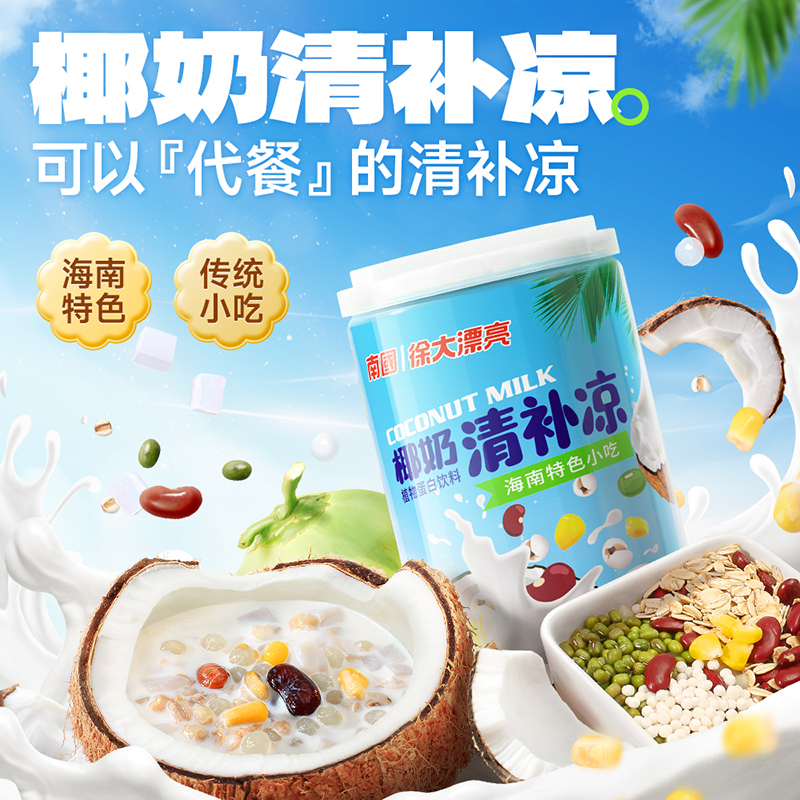 椰奶清补凉。
可以『代餐』的清补凉
海南
特色
传统
小吃
南國|徐大漂亮
COCONUT MILK
椰奶清补凉
植物蛋白饮料
海南特色小吃